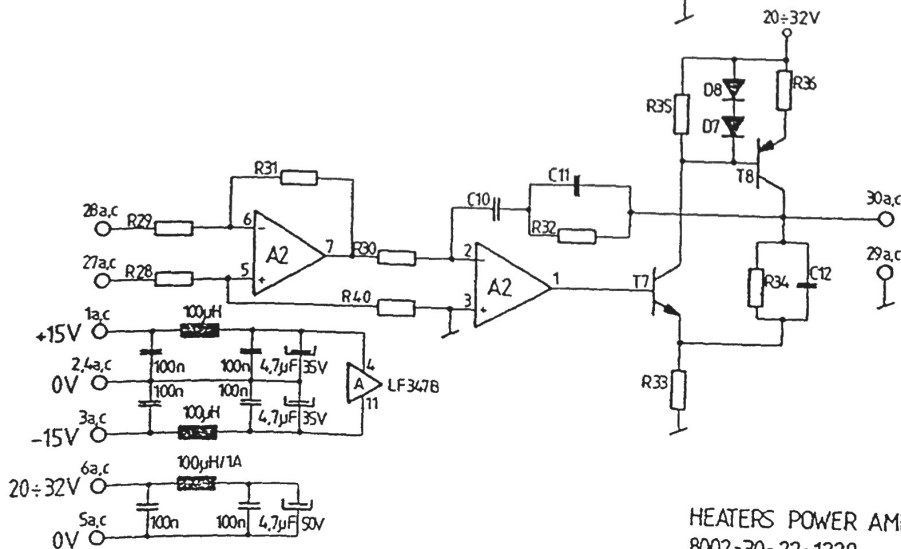 20÷32V
D8
R36
R35
D7
T8
R31
C11
C10
30a,c
28a,c
R29
6
-
A2
7
R30
R32
2
-
29a,c
27a,c
R28
5
+
R34
C12
A2
1
T7
R40
3
+
1a,c
100µH
+15V
4
100n
100n
4,7µF
35V
2,4a,c
A
LF347B
0V
100n
100n
R33
11
3a,c
100µH
4,7µF
35V
-15V
6a,c
100µH/1A
20÷32V
100n
100n
4,7µF
50V
5a,c
0V
HEATERS POWER AM